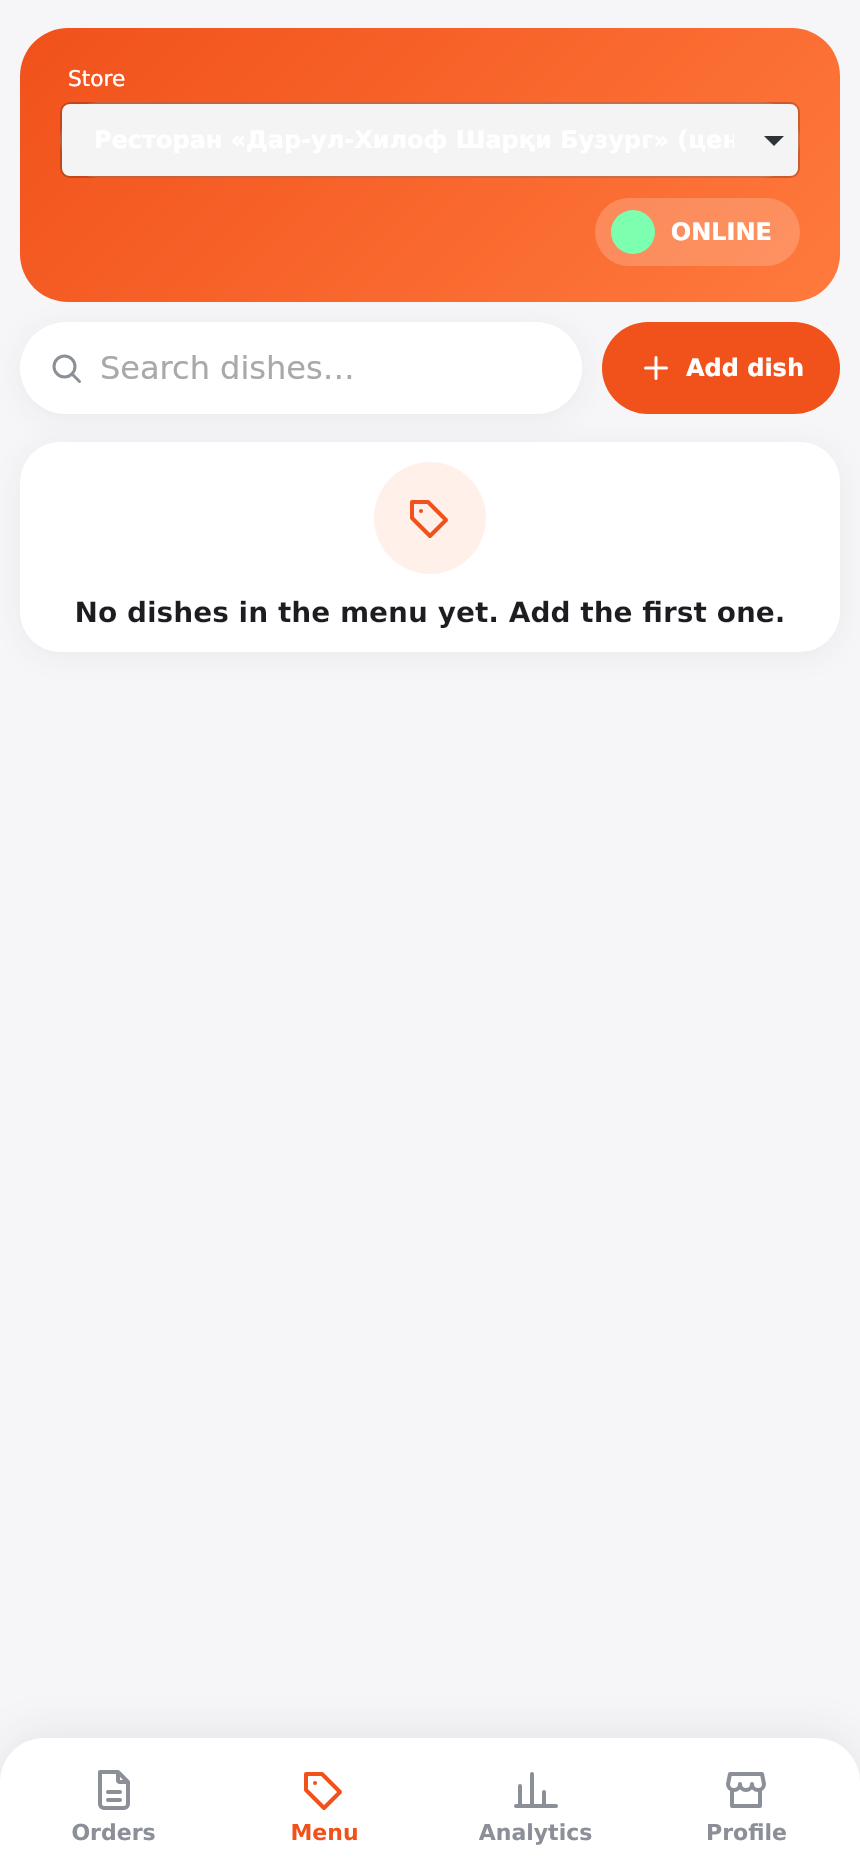 Store
Ресторан «Дар-ул-Хилоф Шарқи Бузург» (цен
ONLINE
Search dishes...
Add dish
No dishes in the menu yet. Add the first one.
Orders
Menu
Analytics
Profile